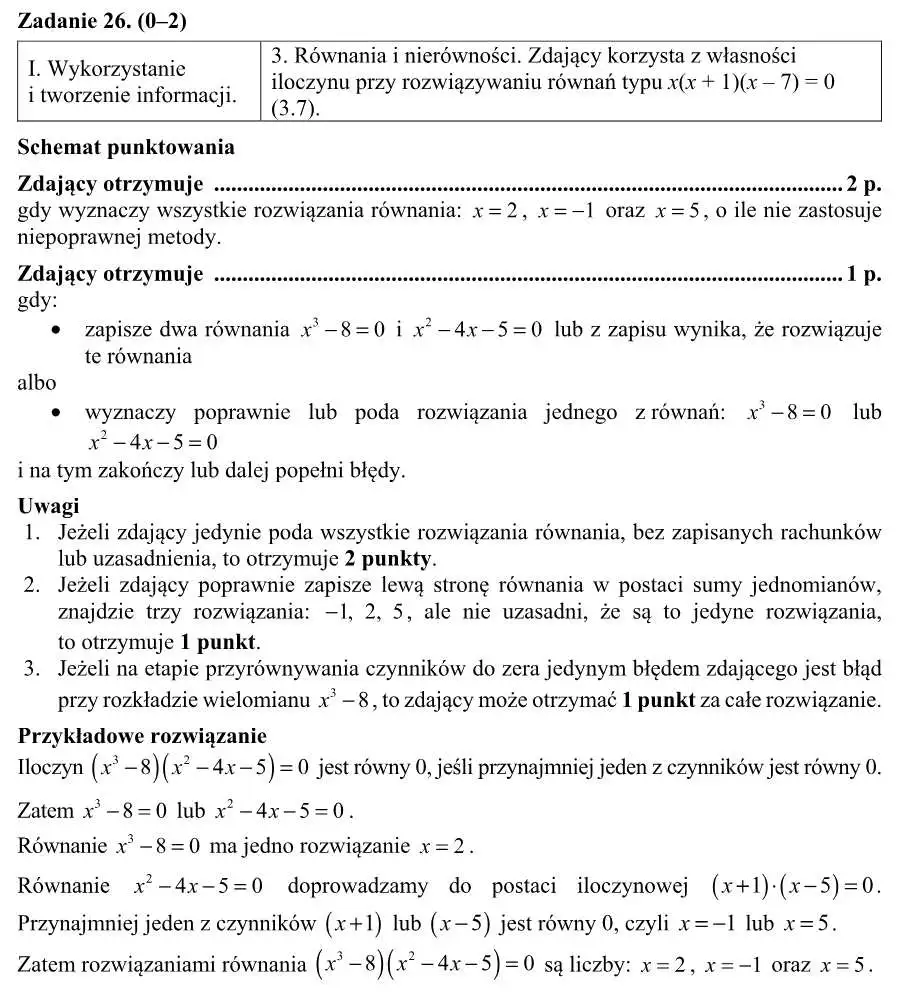 Zadanie 26. (0–2)
I. Wykorzystanie
i tworzenie informacji.
3. Równania i nierówności. Zdający korzysta z własności
iloczynu przy rozwiązywaniu równań typu x(x + 1)(x – 7) = 0
(3.7).
Schemat punktowania
Zdający otrzymuje ............................................................................................................. 2 p.
gdy wyznaczy wszystkie rozwiązania równania: x = 2, x = −1 oraz x = 5, o ile nie zastosuje
niepoprawnej metody.
Zdający otrzymuje ............................................................................................................. 1 p.
gdy:
• zapisze dwa równania x³ − 8 = 0 i x² − 4x − 5 = 0 lub z zapisu wynika, że rozwiązuje
te równania
albo
• wyznaczy poprawnie lub poda rozwiązania jednego z równań: x³ − 8 = 0 lub
x² − 4x − 5 = 0
i na tym zakończy lub dalej popełni błędy.
Uwagi
1. Jeżeli zdający jedynie poda wszystkie rozwiązania równania, bez zapisanych rachunków
lub uzasadnienia, to otrzymuje 2 punkty.
2. Jeżeli zdający poprawnie zapisze lewą stronę równania w postaci sumy jednomianów,
znajdzie trzy rozwiązania: −1, 2, 5, ale nie uzasadni, że są to jedyne rozwiązania,
to otrzymuje 1 punkt.
3. Jeżeli na etapie przyrównywania czynników do zera jedynym błędem zdającego jest błąd
przy rozkładzie wielomianu x³ − 8, to zdający może otrzymać 1 punkt za całe rozwiązanie.
Przykładowe rozwiązanie
Iloczyn (x³ − 8)(x² − 4x − 5) = 0 jest równy 0, jeśli przynajmniej jeden z czynników jest równy 0.
Zatem x³ − 8 = 0 lub x² − 4x − 5 = 0.
Równanie x³ − 8 = 0 ma jedno rozwiązanie x = 2.
Równanie x² − 4x − 5 = 0 doprowadzamy do postaci iloczynowej (x + 1)·(x − 5) = 0.
Przynajmniej jeden z czynników (x + 1) lub (x − 5) jest równy 0, czyli x = −1 lub x = 5.
Zatem rozwiązaniami równania (x³ − 8)(x² − 4x − 5) = 0 są liczby: x = 2, x = −1 oraz x = 5.